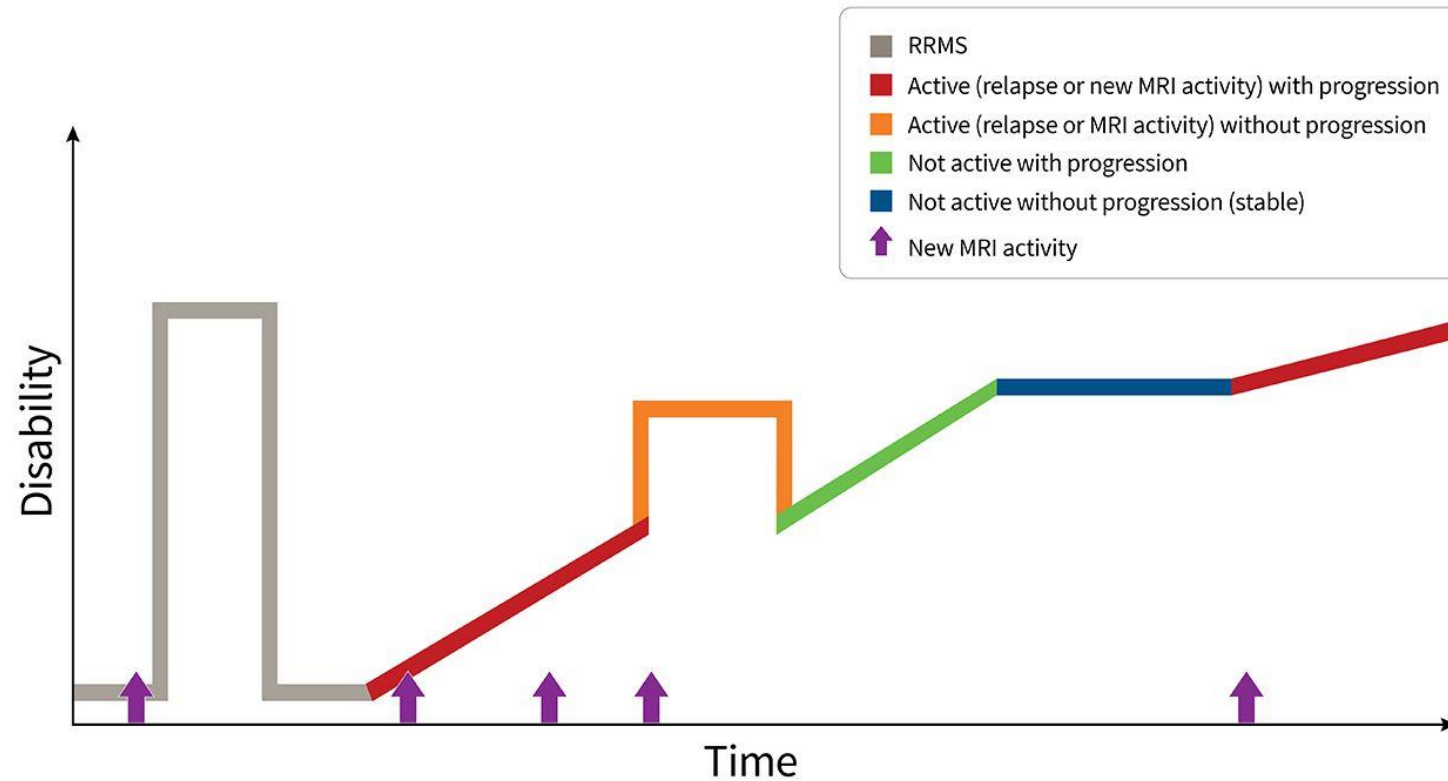 RRMS
Active (relapse or new MRI activity) with progression
Active (relapse or MRI activity) without progression
Not active with progression
Not active without progression (stable)
New MRI activity
Disability
Time